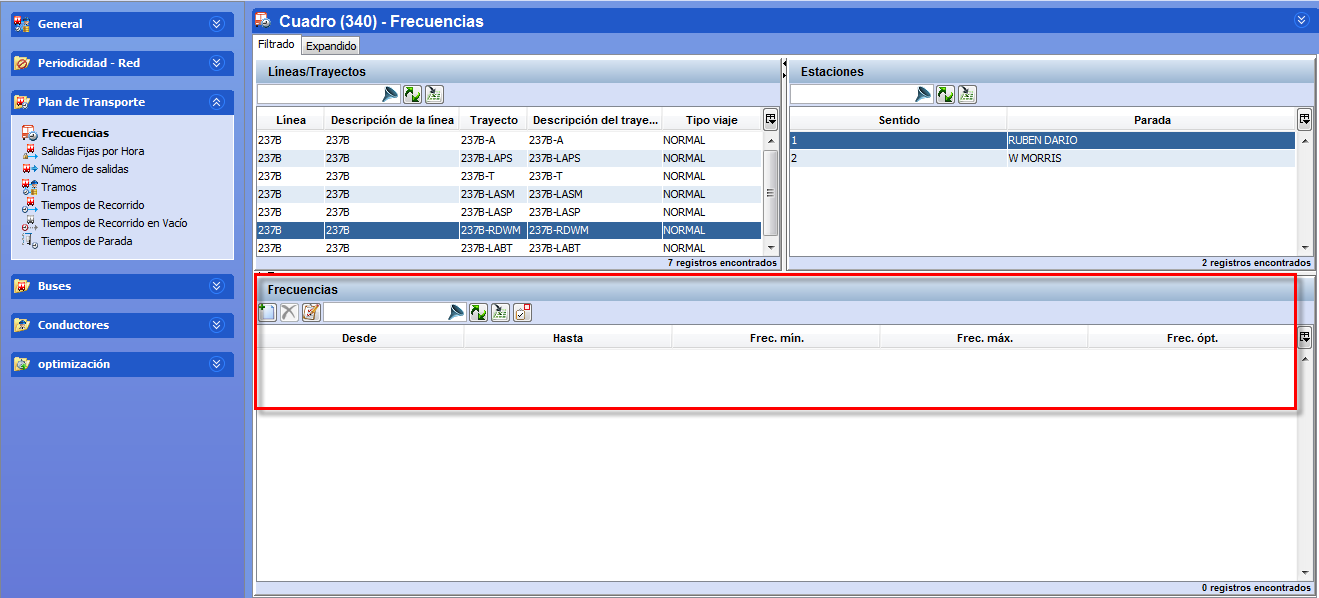 General
Periodicidad - Red
Plan de Transporte
Frecuencias
Salidas Fijas por Hora
Número de salidas
Tramos
Tiempos de Recorrido
Tiempos de Recorrido en Vacío
Tiempos de Parada
Buses
Conductores
optimización
Cuadro (340) - Frecuencias
Filtrado Expandido
Líneas/Trayectos
Línea Descripción de la línea Trayecto Descripción del traye... Tipo viaje
237B 237B 237B-A 237B-A NORMAL
237B 237B 237B-LAPS 237B-LAPS NORMAL
237B 237B 237B-T 237B-T NORMAL
237B 237B 237B-LASM 237B-LASM NORMAL
237B 237B 237B-LASP 237B-LASP NORMAL
237B 237B 237B-RDWM 237B-RDWM NORMAL
237B 237B 237B-LABT 237B-LABT NORMAL
7 registros encontrados
Estaciones
Sentido Parada
1 RUBEN DARIO
2 W MORRIS
2 registros encontrados
Frecuencias
Desde Hasta Frec. mín. Frec. máx. Frec. ópt.
0 registros encontrados